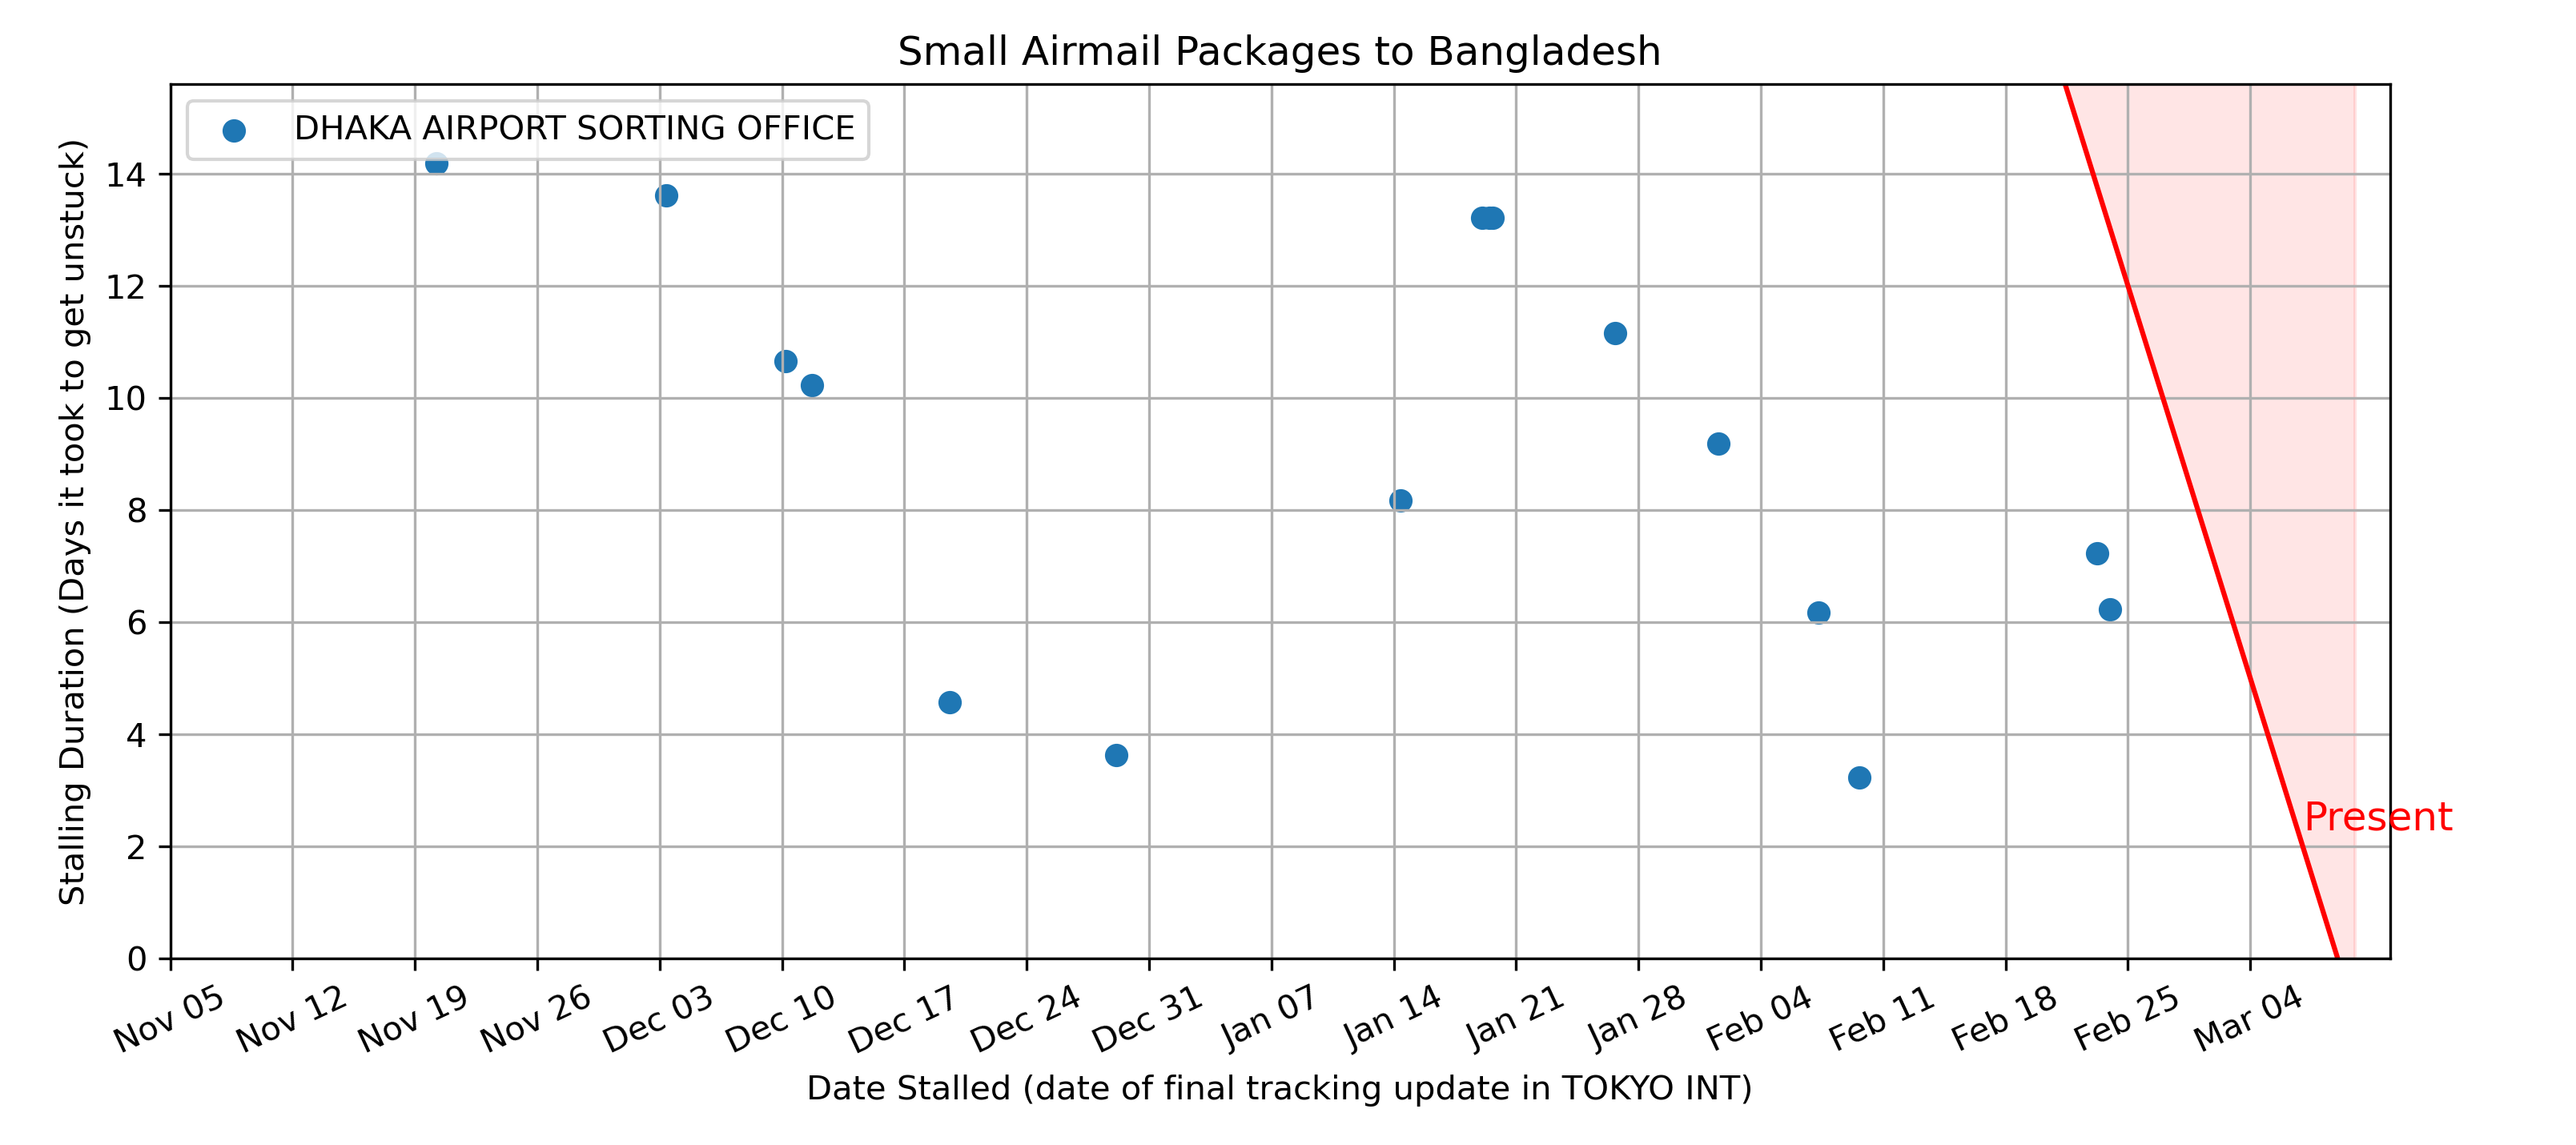 Small Airmail Packages to Bangladesh
DHAKA AIRPORT SORTING OFFICE
Stalling Duration (Days it took to get unstuck)
14
12
10
8
6
4
2
0
Present
Nov 05
Nov 12
Nov 19
Nov 26
Dec 03
Dec 10
Dec 17
Dec 24
Dec 31
Jan 07
Jan 14
Jan 21
Jan 28
Feb 04
Feb 11
Feb 18
Feb 25
Mar 04
Date Stalled (date of final tracking update in TOKYO INT)